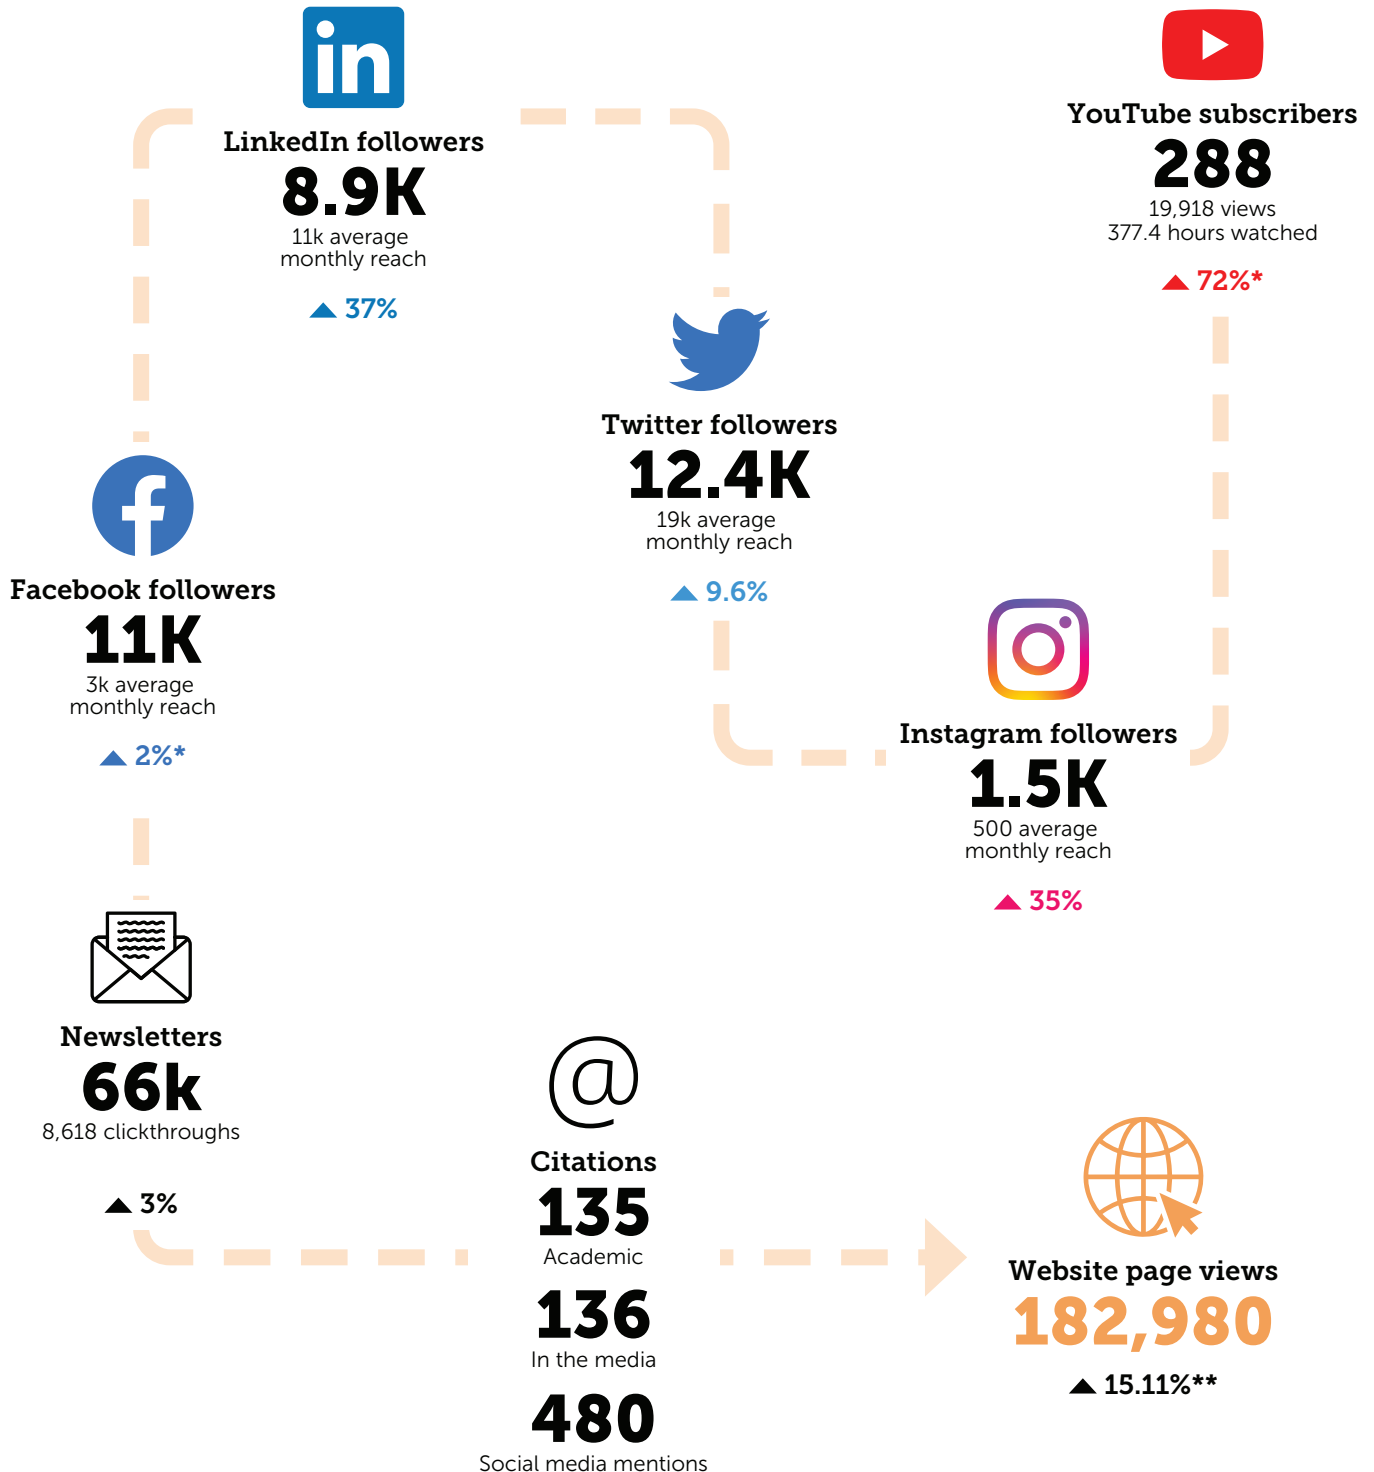 in
LinkedIn followers
8.9K
11k average
monthly reach
37%
YouTube subscribers
288
19,918 views
377.4 hours watched
72%*
Twitter followers
12.4K
19k average
monthly reach
9.6%
f
Facebook followers
11K
3k average
monthly reach
2%*
Instagram followers
1.5K
500 average
monthly reach
35%
Newsletters
66k
8,618 clickthroughs
3%
@
Citations
135
Academic
136
In the media
480
Social media mentions
Website page views
182,980
15.11%**